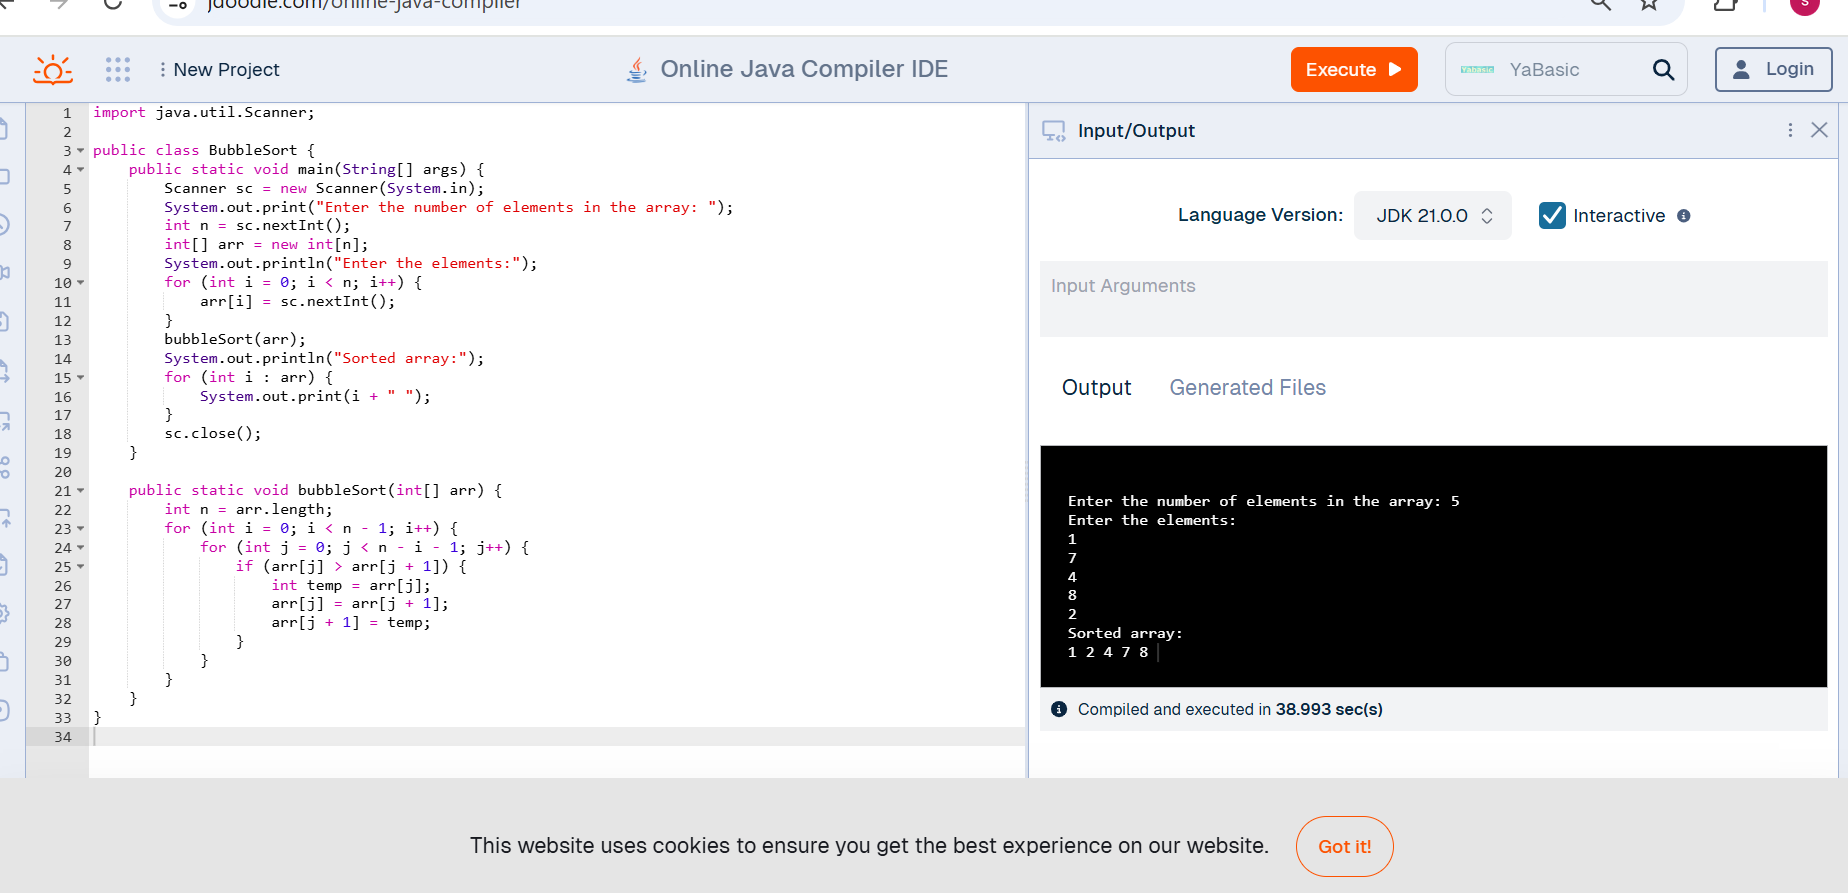 jdoodle.com/online-java-compiler
S
New Project
Online Java Compiler IDE
Execute
YaBasic
YaBasic
Login
1 import java.util.Scanner;
2
3 public class BubbleSort {
4     public static void main(String[] args) {
5         Scanner sc = new Scanner(System.in);
6         System.out.print("Enter the number of elements in the array: ");
7         int n = sc.nextInt();
8         int[] arr = new int[n];
9         System.out.println("Enter the elements:");
10         for (int i = 0; i < n; i++) {
11             arr[i] = sc.nextInt();
12         }
13         bubbleSort(arr);
14         System.out.println("Sorted array:");
15         for (int i : arr) {
16             System.out.print(i + " ");
17         }
18         sc.close();
19     }
20
21     public static void bubbleSort(int[] arr) {
22         int n = arr.length;
23         for (int i = 0; i < n - 1; i++) {
24             for (int j = 0; j < n - i - 1; j++) {
25                 if (arr[j] > arr[j + 1]) {
26                     int temp = arr[j];
27                     arr[j] = arr[j + 1];
28                     arr[j + 1] = temp;
29                 }
30             }
31         }
32     }
33 }
34
Input/Output
Language Version: JDK 21.0.0 Interactive
Input Arguments
Output Generated Files
Enter the number of elements in the array: 5
Enter the elements:
1
7
4
8
2
Sorted array:
1 2 4 7 8
Compiled and executed in 38.993 sec(s)
This website uses cookies to ensure you get the best experience on our website. Got it!